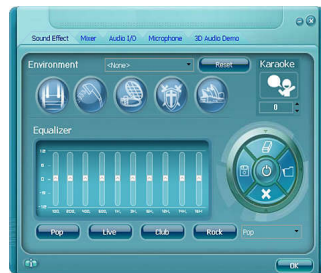 Sound Effect Mixer Audio I/O Microphone 3D Audio Demo
Environment <None> Reset Karaoke
0
Equalizer
Pop Live Club Rock Pop
OK